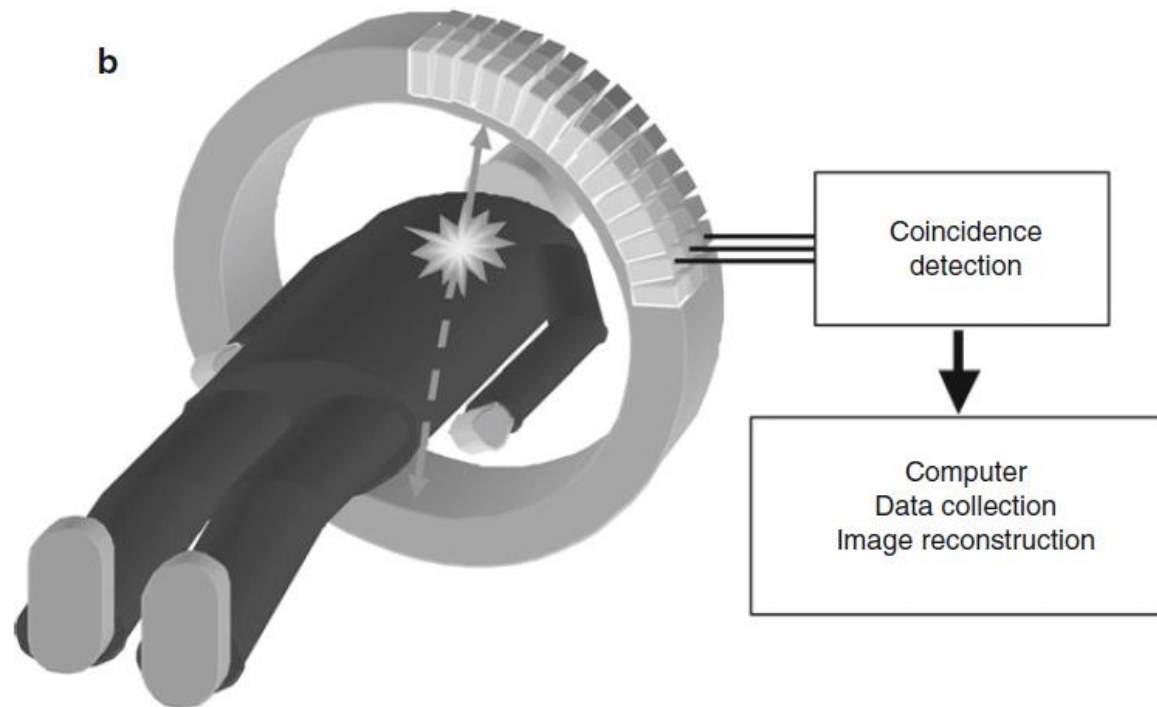 b
Coincidence
detection
Computer
Data collection
Image reconstruction